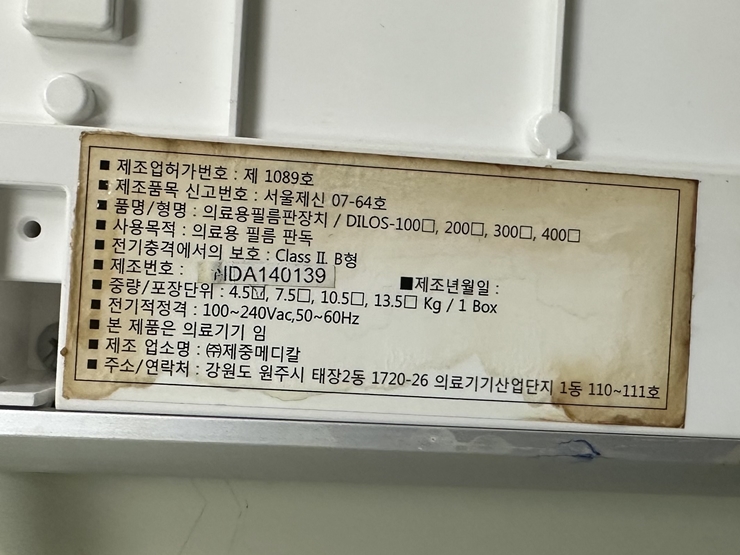 ■ 제조업허가번호 : 제 1089호
■ 제조품목 신고번호 : 서울제신 07-64호
■ 품명/형명 : 의료용필름판장치 / DILOS-100□, 200□, 300□, 400□
■ 사용목적 : 의료용 필름 판독
■ 전기충격에서의 보호 : Class Ⅱ. B형
■ 제조번호 : HDA140139 ■제조년월일 :
■ 중량/포장단위 : 4.5☑, 7.5□, 10.5□, 13.5□ Kg / 1 Box
■ 전기적정격 : 100~240Vac,50~60Hz
■ 본 제품은 의료기기 임
■ 제조 업소명 : ㈜제중메디칼
■ 주소/연락처 : 강원도 원주시 태장2동 1720-26 의료기기산업단지 1동 110~111호